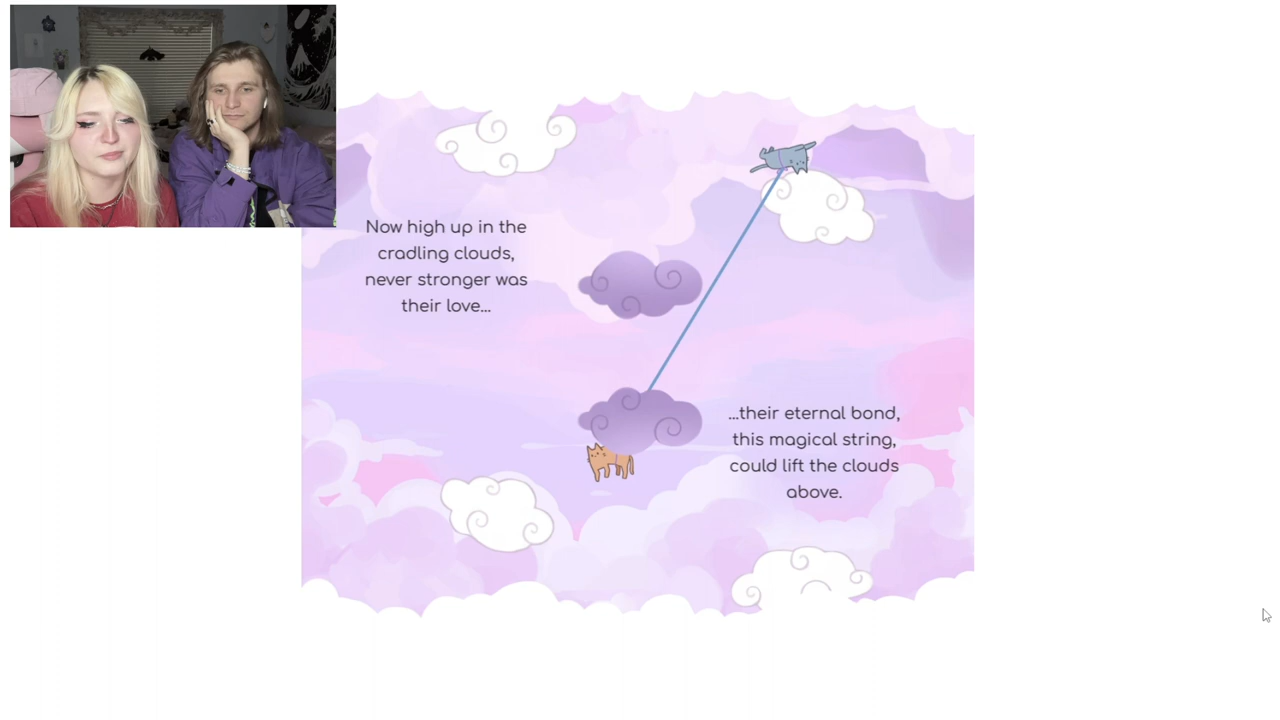 Now high up in the
cradling clouds,
never stronger was
their love...
...their eternal bond,
this magical string,
could lift the clouds
above.